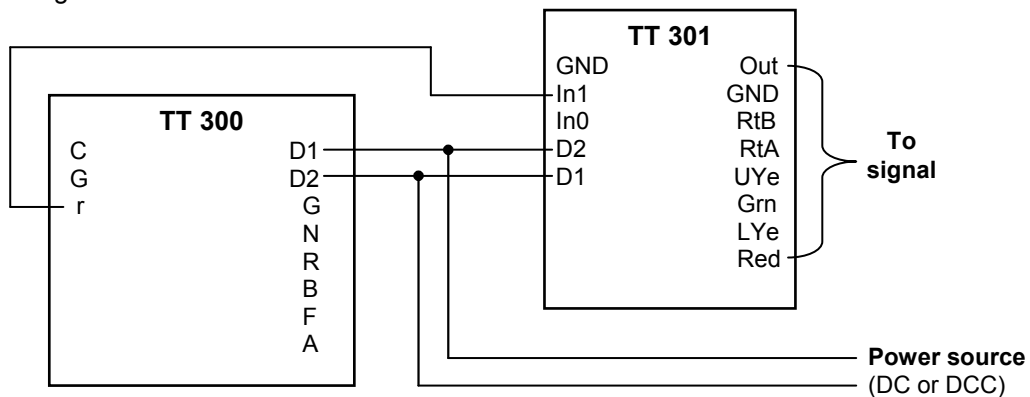 TT 301
GND
In1
In0
D2
D1
Out
GND
RtB
RtA
UYe
Grn
LYe
Red
To
signal
TT 300
C
G
r
D1
D2
G
N
R
B
F
A
Power source
(DC or DCC)